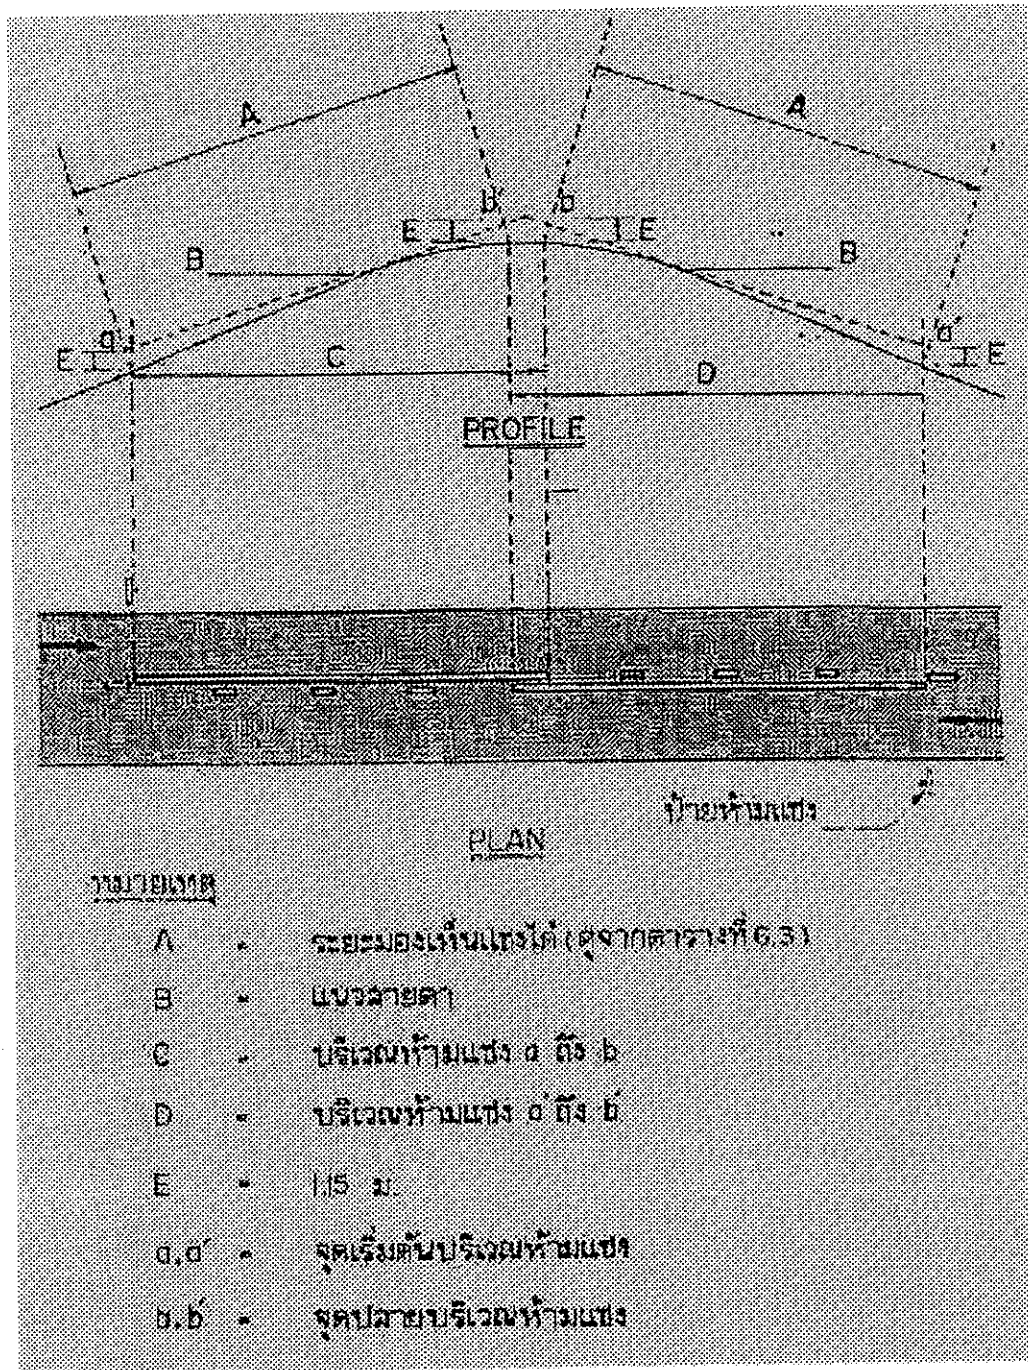 A A
b' b
E E
B B
a' a'
E E
C
D
PROFILE
ป้ายห้ามแซง
PLAN
หมายเหตุ
A - ระยะมองเห็นแซงได้ (ดูจากตารางที่ 6.3)
B - แนวสายตา
C - บริเวณห้ามแซง a ถึง b
D - บริเวณห้ามแซง a' ถึง b'
E - 1.15 ม.
a,a' - จุดเริ่มต้นบริเวณห้ามแซง
b,b' - จุดปลายบริเวณห้ามแซง